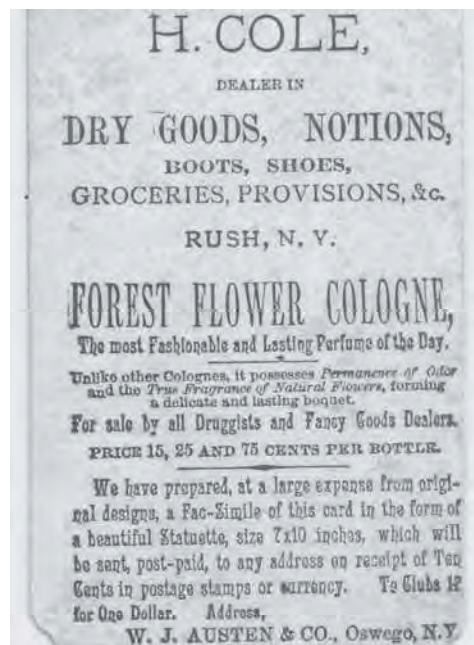 H. COLE,
DEALER IN
DRY GOODS, NOTIONS,
BOOTS, SHOES,
GROCERIES, PROVISIONS, &c.
RUSH, N. Y.
FOREST FLOWER COLOGNE,
The most Fashionable and Lasting Perfume of the Day.
Unlike other Colognes, it possesses Permanence of Odor
and the True Fragrance of Natural Flowers, forming
a delicate and lasting boquet.
For sale by all Druggists and Fancy Goods Dealers.
PRICE 15, 25 AND 75 CENTS PER BOTTLE.
We have prepared, at a large expense from origi-
nal designs, a Fac-Simile of this card in the form of
a beautiful Statuette, size 7x10 inches, which will
be sent, post-paid, to any address on receipt of Ten
Cents in postage stamps or currency. To Clubs 12
for One Dollar. Address,
W. J. AUSTEN & CO., Oswego, N.Y.